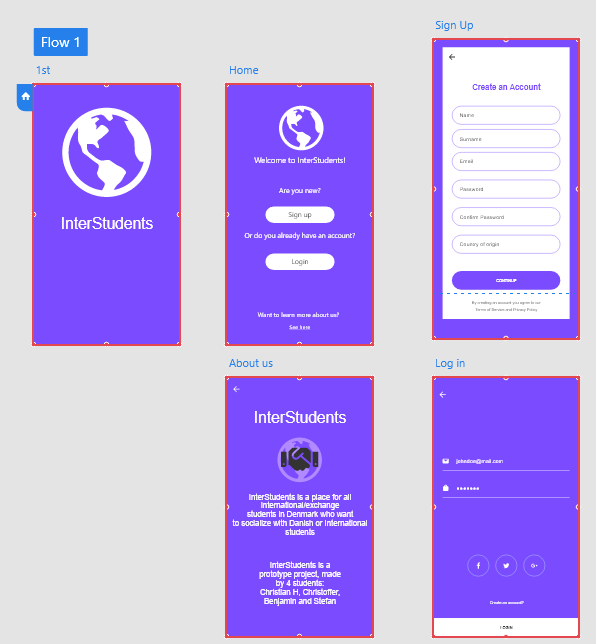 Flow 1
1st
InterStudents
Home
Welcome to InterStudents!
Are you new?
Sign up
Or do you already have an account?
Login
Want to learn more about us?
See here
Sign Up
Create an Account
Name
Surname
Email
Password
Confirm Password
Country of origin
CONTINUE
By creating an account you agree to our
Terms of Service and Privacy Policy
About us
InterStudents
InterStudents is a place for all
international/exchange
students in Denmark who want
to socialize with Danish or international
students
InterStudents is a
prototype project, made
by 4 students:
Christian H, Christoffer,
Benjamin and Stefan
Log in
f
G+
Create an account?
LOGIN